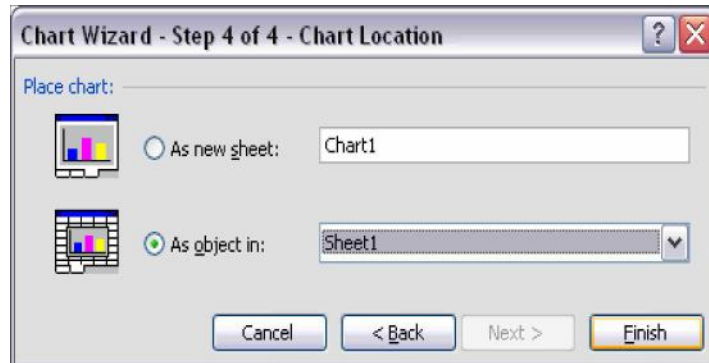 Chart Wizard - Step 4 of 4 - Chart Location
Place chart:
As new sheet: Chart1
As object in: Sheet1
Cancel < Back Next > Finish